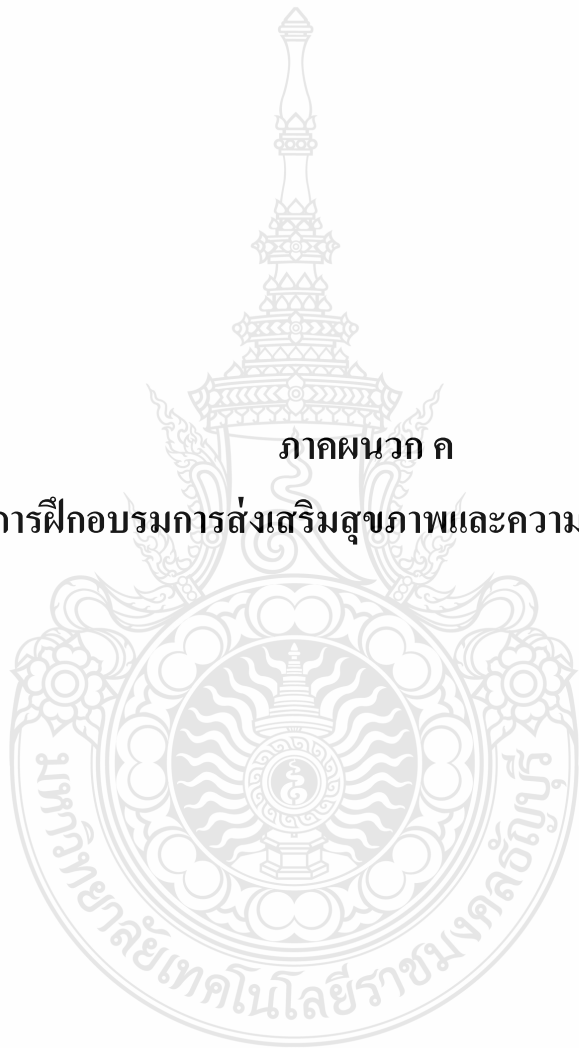 ภาคผนวก ค
การฝึกอบรมการส่งเสริมสุขภาพและความ
มหาวิทยาลัยเทคโนโลยีราชมงคลธัญบุรี